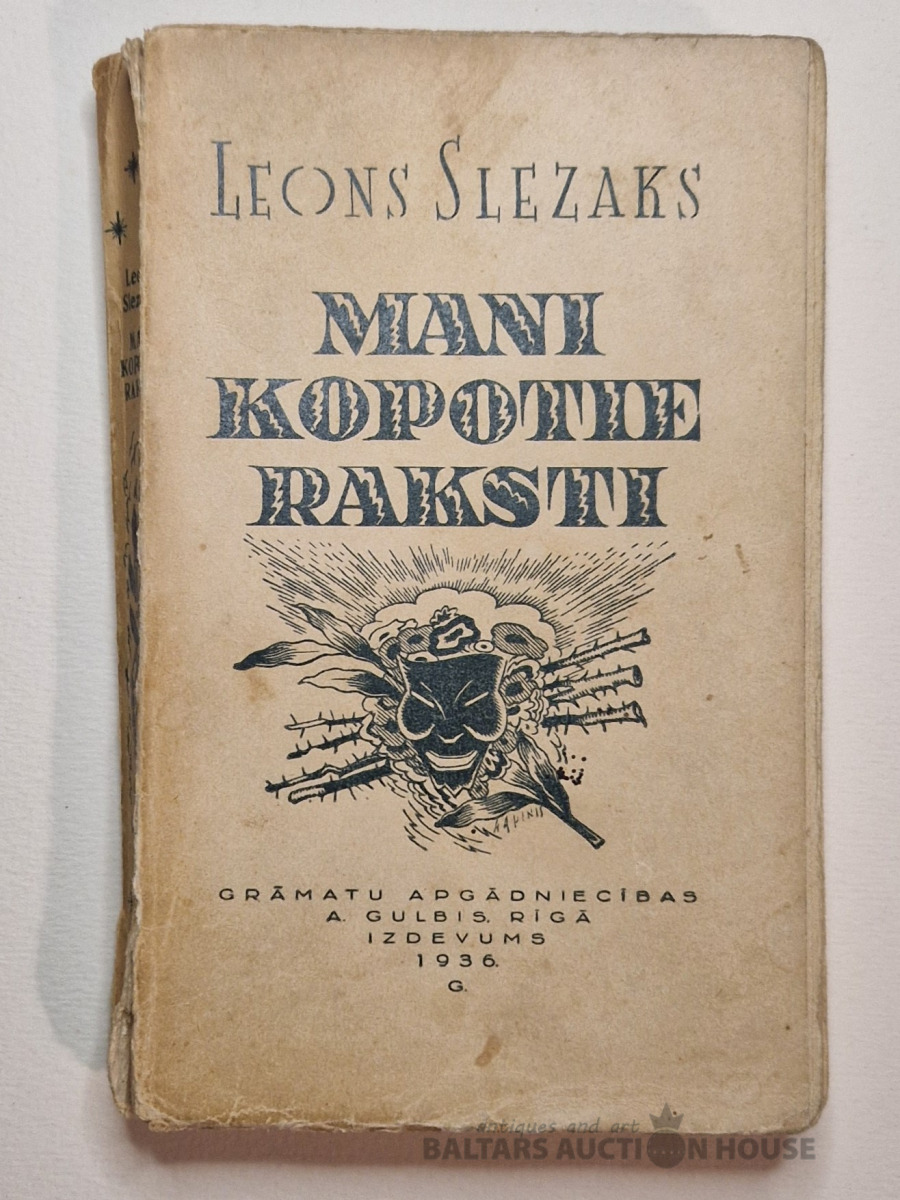 LEONS SLEZAKS
MANI
KOPOTIE
RAKSTI
GRĀMATU APGĀDNIECĪBAS
A. GULBIS, RĪGĀ
IZDEVUMS
1936.
G.
antiques and art
BALTARS AUCTION HOUSE